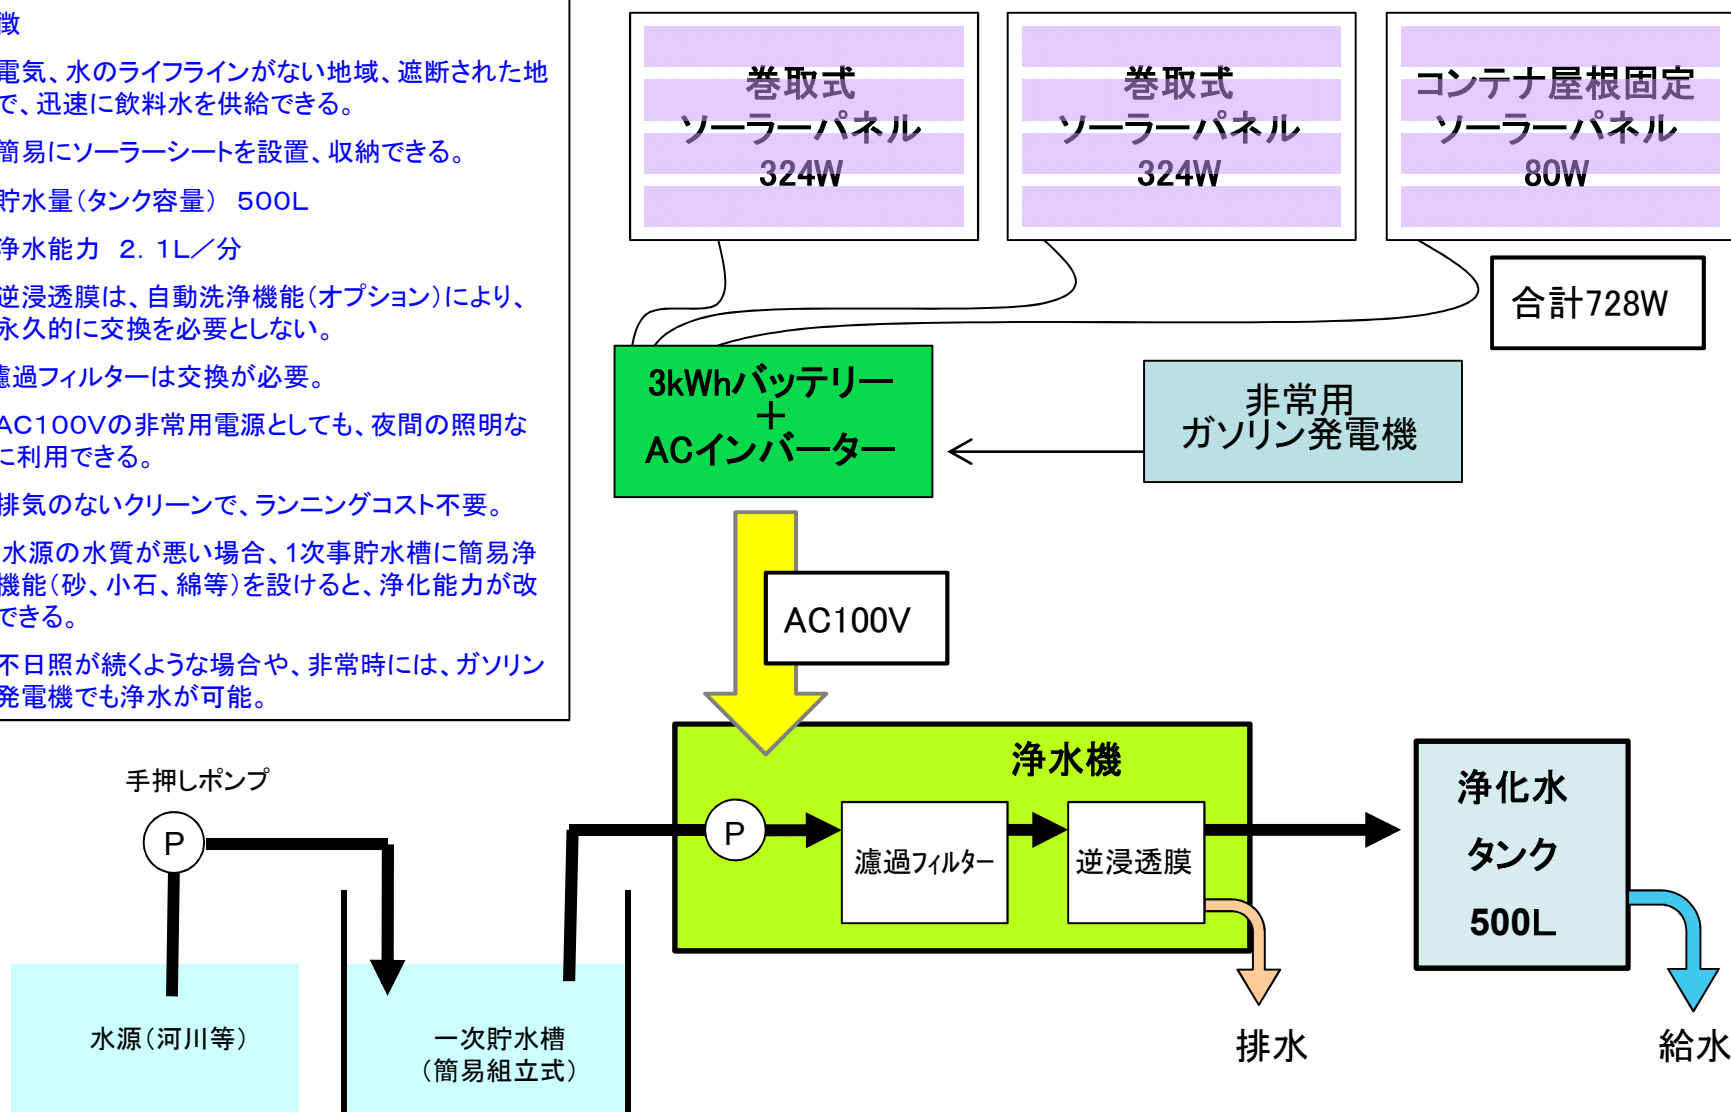 徴
電気、水のライフラインがない地域、遮断された地
で、迅速に飲料水を供給できる。
簡易にソーラーシートを設置、収納できる。
貯水量（タンク容量） 500L
浄水能力 2．1L／分
逆浸透膜は、自動洗浄機能（オプション）により、
永久的に交換を必要としない。
濾過フィルターは交換が必要。
AC100Vの非常用電源としても、夜間の照明な
に利用できる。
排気のないクリーンで、ランニングコスト不要。
水源の水質が悪い場合、1次事貯水槽に簡易浄
機能（砂、小石、綿等）を設けると、浄化能力が改
できる。
不日照が続くような場合や、非常時には、ガソリン
発電機でも浄水が可能。
巻取式
ソーラーパネル
324W
巻取式
ソーラーパネル
324W
コンテナ屋根固定
ソーラーパネル
80W
合計728W
3kWhバッテリー
＋
ACインバーター
非常用
ガソリン発電機
AC100V
手押しポンプ
P
水源（河川等）
一次貯水槽
（簡易組立式）
浄水機
P
濾過フィルター
逆浸透膜
排水
浄化水
タンク
500L
給水